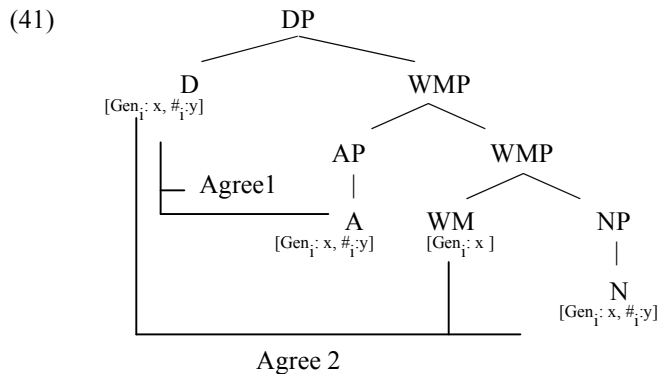 (41) DP
D WMP
[Gen_i: x, #_i:y]
AP WMP
Agree1
A WM NP
[Gen_i: x, #_i:y] [Gen_i: x ]
N
[Gen_i: x, #_i:y]
Agree 2